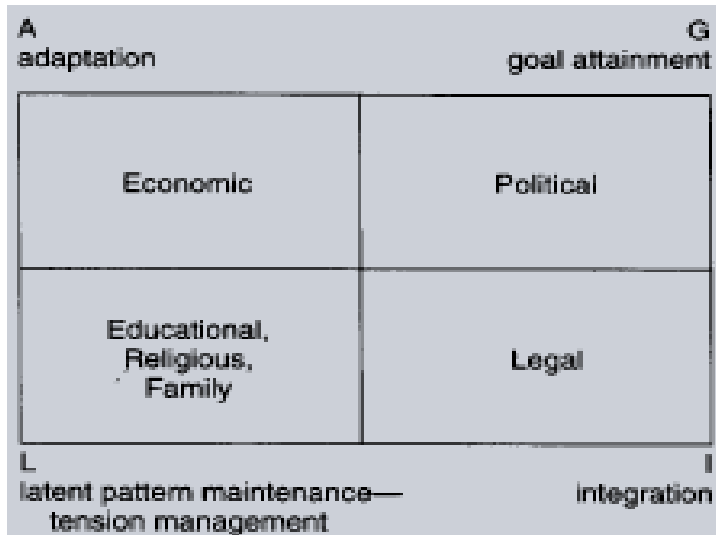 A
adaptation
G
goal attainment
Economic
Political
Educational,
Religious,
Family
Legal
L
latent pattern maintenance—
tension management
I
integration